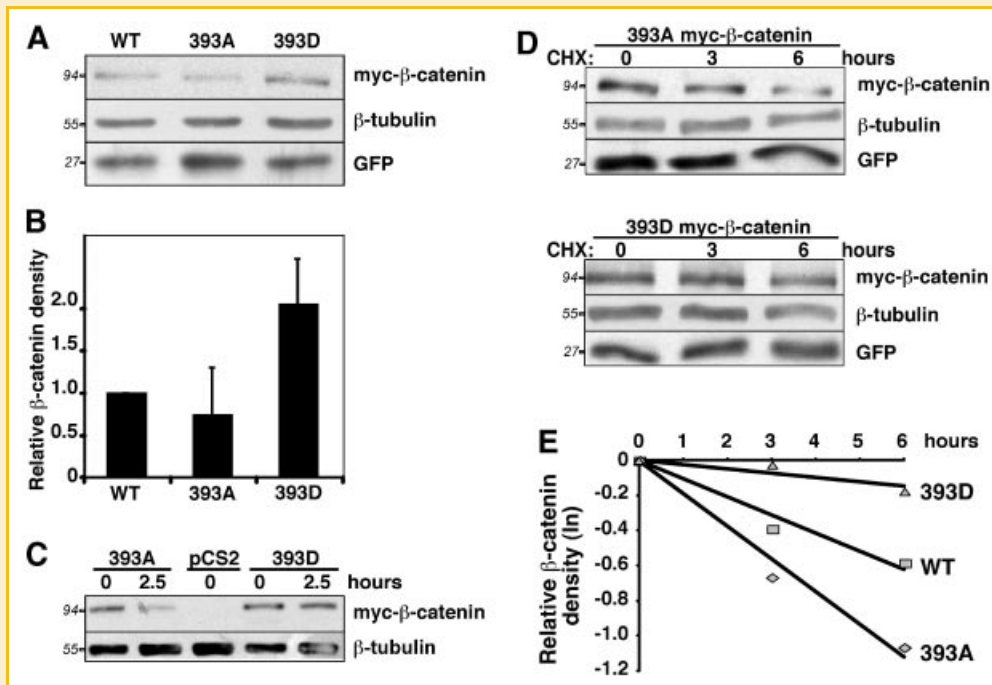 A
WT 393A 393D
94 myc-β-catenin
55 β-tubulin
27 GFP
B
Relative β-catenin density
2.0
1.5
1.0
0.5
0
WT 393A 393D
C
393A pCS2 393D
0 2.5 0 0 2.5 hours
94 myc-β-catenin
55 β-tubulin
D
393A myc-β-catenin
CHX: 0 3 6 hours
94 myc-β-catenin
55 β-tubulin
27 GFP
393D myc-β-catenin
CHX: 0 3 6 hours
94 myc-β-catenin
55 β-tubulin
27 GFP
E
0 1 2 3 4 5 6 hours
Relative β-catenin
density (ln)
0
-0.2
-0.4
-0.6
-0.8
-1.0
-1.2
393D
WT
393A